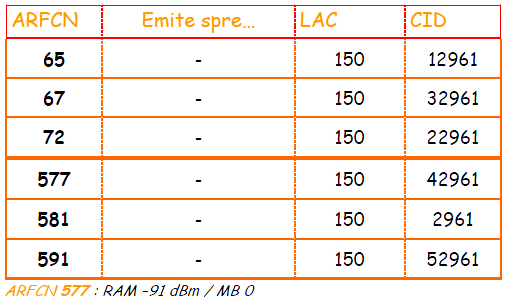 ARFCN Emite spre... LAC CID
65 - 150 12961
67 - 150 32961
72 - 150 22961
577 - 150 42961
581 - 150 2961
591 - 150 52961
ARFCN 577 : RAM –91 dBm / MB 0